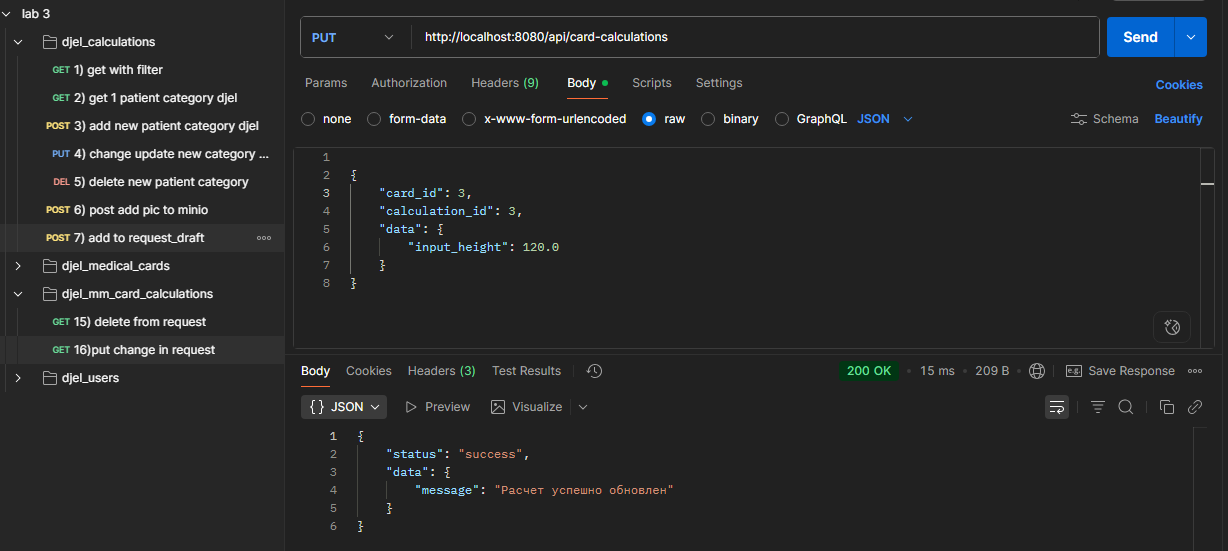 lab 3
djel_calculations
GET 1) get with filter
GET 2) get 1 patient category djel
POST 3) add new patient category djel
PUT 4) change update new category ...
DEL 5) delete new patient category
POST 6) post add pic to minio
POST 7) add to request_draft
djel_medical_cards
djel_mm_card_calculations
GET 15) delete from request
GET 16)put change in request
djel_users
PUT http://localhost:8080/api/card-calculations Send
Params Authorization Headers (9) Body Scripts Settings Cookies
none form-data x-www-form-urlencoded raw binary GraphQL JSON Schema Beautify
1
2 {
3 "card_id": 3,
4 "calculation_id": 3,
5 "data": {
6 "input_height": 120.0
7 }
8 }
Body Cookies Headers (3) Test Results 200 OK 15 ms 209 B e.g. Save Response
{} JSON Preview Visualize
1 {
2 "status": "success",
3 "data": {
4 "message": "Расчет успешно обновлен"
5 }
6 }